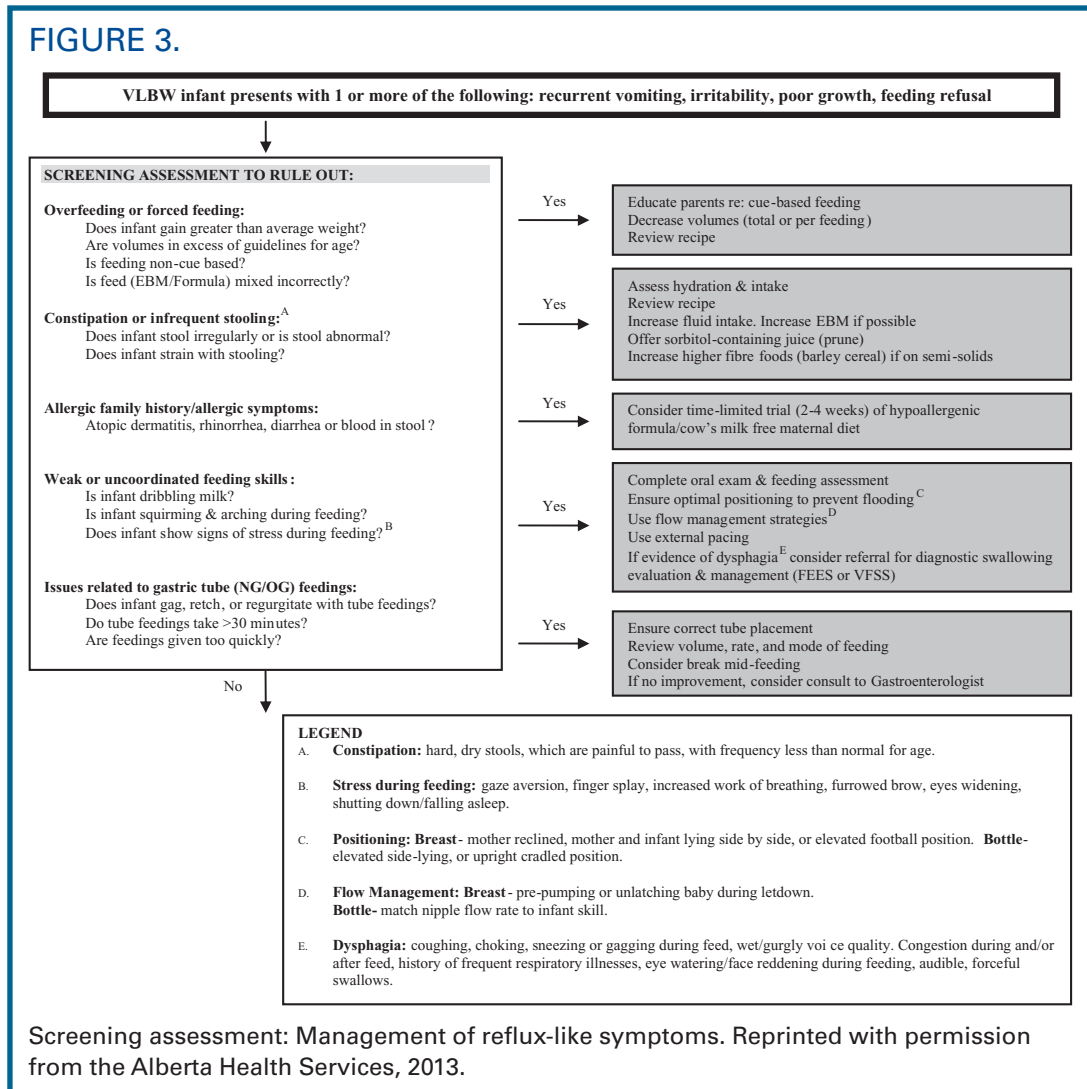 FIGURE 3.
VLBW infant presents with 1 or more of the following: recurrent vomiting, irritability, poor growth, feeding refusal
SCREENING ASSESSMENT TO RULE OUT:
Overfeeding or forced feeding:
Does infant gain greater than average weight?
Are volumes in excess of guidelines for age?
Is feeding non-cue based?
Is feed (EBM/Formula) mixed incorrectly?
Yes
Educate parents re: cue-based feeding
Decrease volumes (total or per feeding)
Review recipe
Constipation or infrequent stooling:A
Does infant stool irregularly or is stool abnormal?
Does infant strain with stooling?
Yes
Assess hydration & intake
Review recipe
Increase fluid intake. Increase EBM if possible
Offer sorbitol-containing juice (prune)
Increase higher fibre foods (barley cereal) if on semi-solids
Allergic family history/allergic symptoms:
Atopic dermatitis, rhinorrhea, diarrhea or blood in stool ?
Yes
Consider time-limited trial (2-4 weeks) of hypoallergenic
formula/cow's milk free maternal diet
Weak or uncoordinated feeding skills :
Is infant dribbling milk?
Is infant squirming & arching during feeding?
Does infant show signs of stress during feeding?B
Yes
Complete oral exam & feeding assessment
Ensure optimal positioning to prevent flooding C
Use flow management strategies D
Use external pacing
If evidence of dysphagia E consider referral for diagnostic swallowing
evaluation & management (FEES or VFSS)
Issues related to gastric tube (NG/OG) feedings:
Does infant gag, retch, or regurgitate with tube feedings?
Do tube feedings take >30 minutes?
Are feedings given too quickly?
Yes
Ensure correct tube placement
Review volume, rate, and mode of feeding
Consider break mid-feeding
If no improvement, consider consult to Gastroenterologist
No
LEGEND
A. Constipation: hard, dry stools, which are painful to pass, with frequency less than normal for age.
B. Stress during feeding: gaze aversion, finger splay, increased work of breathing, furrowed brow, eyes widening,
shutting down/falling asleep.
C. Positioning: Breast- mother reclined, mother and infant lying side by side, or elevated football position. Bottle-
elevated side-lying, or upright cradled position.
D. Flow Management: Breast - pre-pumping or unlatching baby during letdown.
Bottle- match nipple flow rate to infant skill.
E. Dysphagia: coughing, choking, sneezing or gagging during feed, wet/gurgly voi ce quality. Congestion during and/or
after feed, history of frequent respiratory illnesses, eye watering/face reddening during feeding, audible, forceful
swallows.
Screening assessment: Management of reflux-like symptoms. Reprinted with permission
from the Alberta Health Services, 2013.